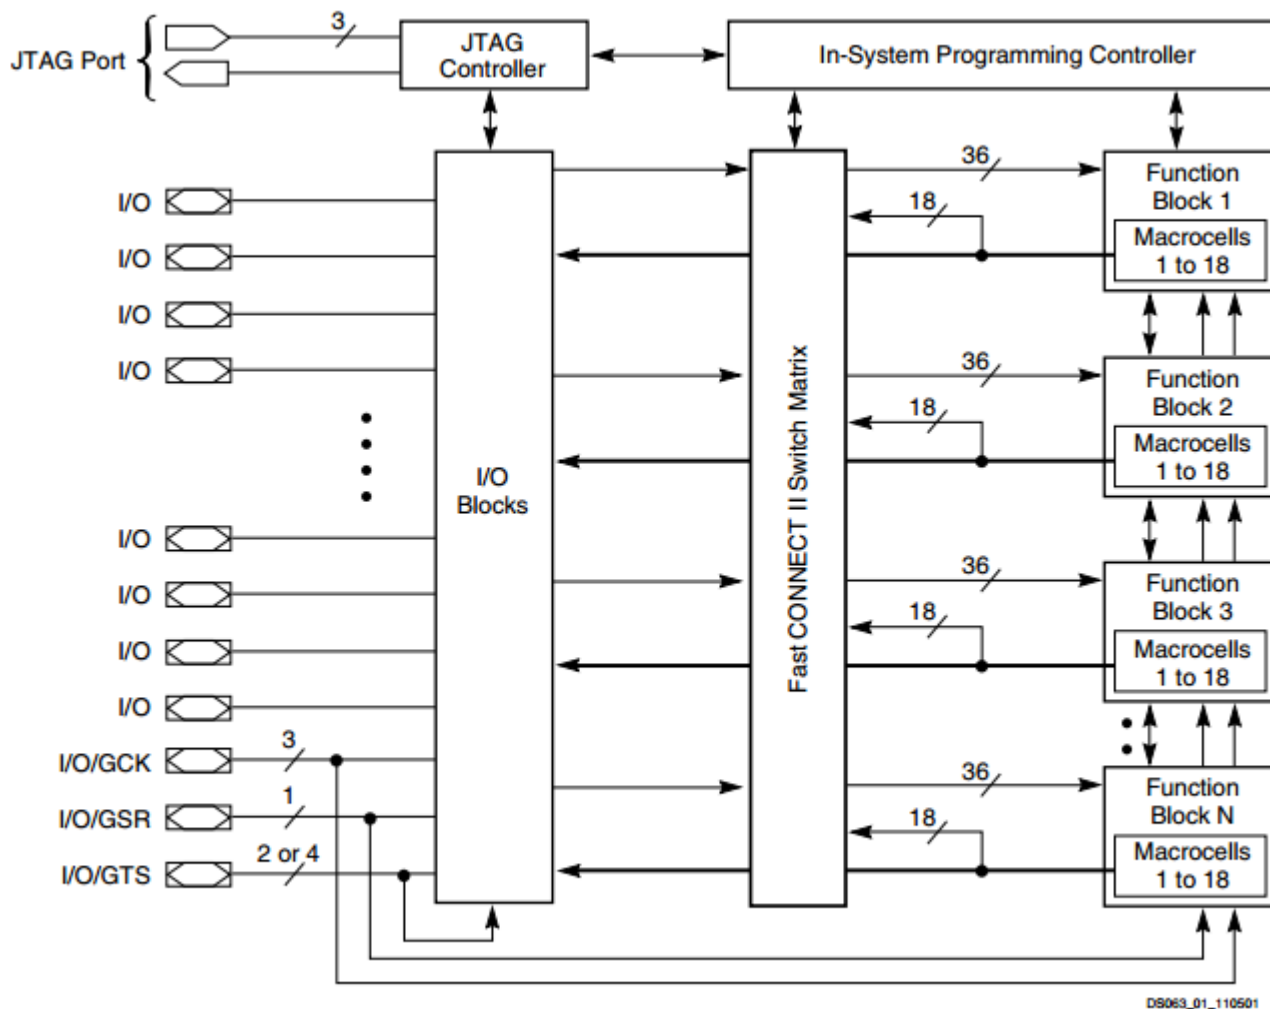 JTAG Port
3
JTAG
Controller
In-System Programming Controller
I/O
I/O
I/O
I/O
I/O
I/O
I/O
I/O
I/O/GCK
3
I/O/GSR
1
I/O/GTS
2 or 4
I/O
Blocks
Fast CONNECT II Switch Matrix
36
18
Function
Block 1
Macrocells
1 to 18
36
18
Function
Block 2
Macrocells
1 to 18
36
18
Function
Block 3
Macrocells
1 to 18
36
18
Function
Block N
Macrocells
1 to 18
DS063_01_110501